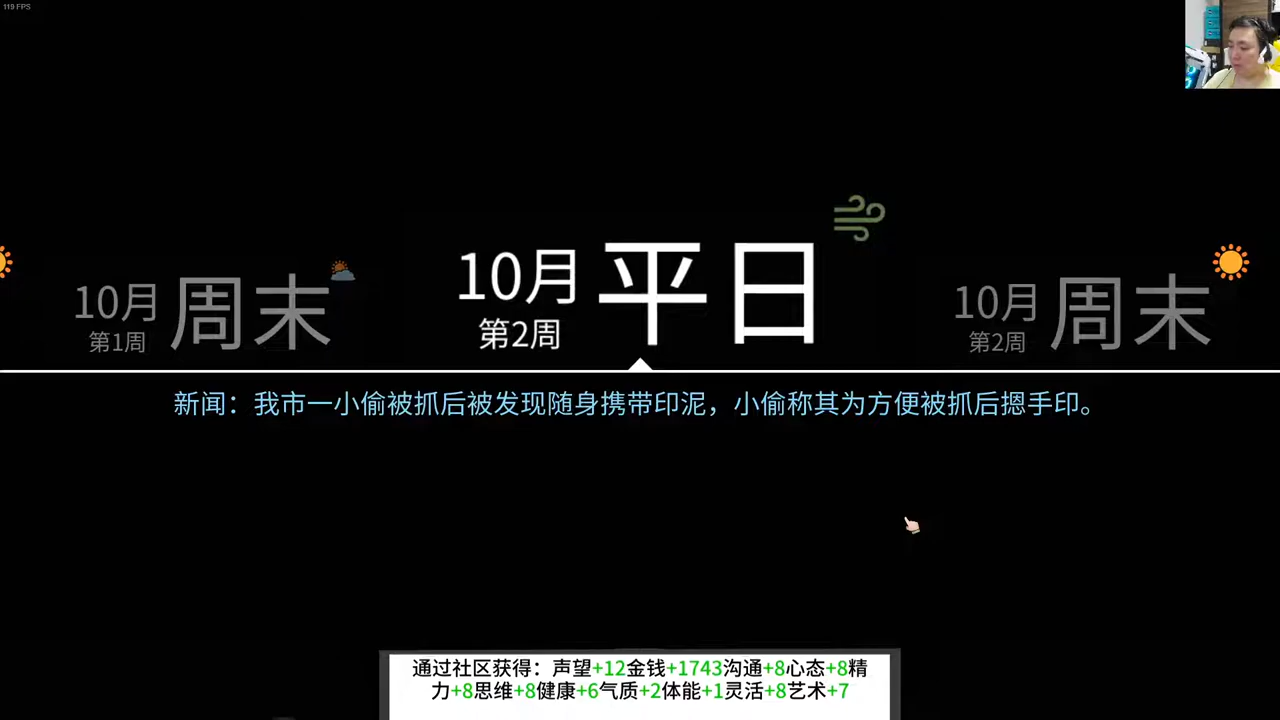 119 FPS
10月
第1周
周末
10月
第2周
平日
10月
第2周
周末
新闻：我市一小偷被抓后被发现随身携带印泥，小偷称其为方便被抓后摁手印。
通过社区获得：声望+12金钱+1743沟通+8心态+8精
力+8思维+8健康+6气质+2体能+1灵活+8艺术+7